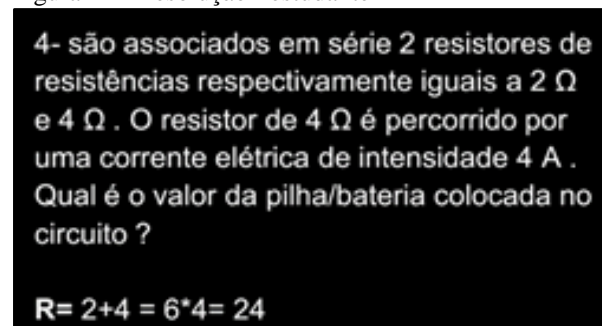 4- são associados em série 2 resistores de
resistências respectivamente iguais a 2 Ω
e 4 Ω . O resistor de 4 Ω é percorrido por
uma corrente elétrica de intensidade 4 A .
Qual é o valor da pilha/bateria colocada no
circuito ?
R= 2+4 = 6*4= 24